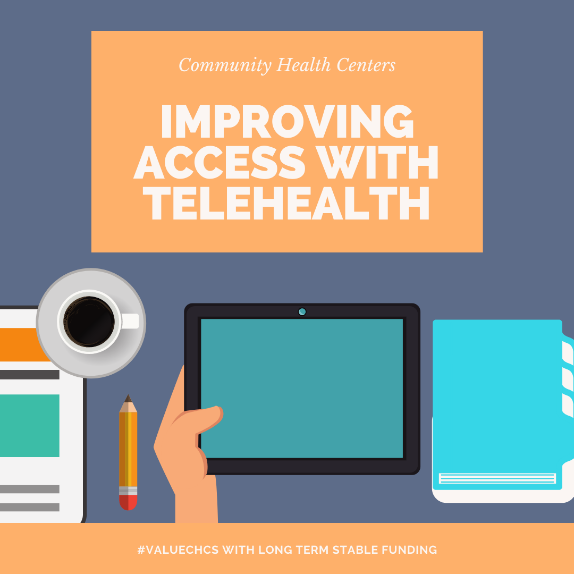 Community Health Centers
IMPROVING
ACCESS WITH
TELEHEALTH
#VALUECHCS WITH LONG TERM STABLE FUNDING